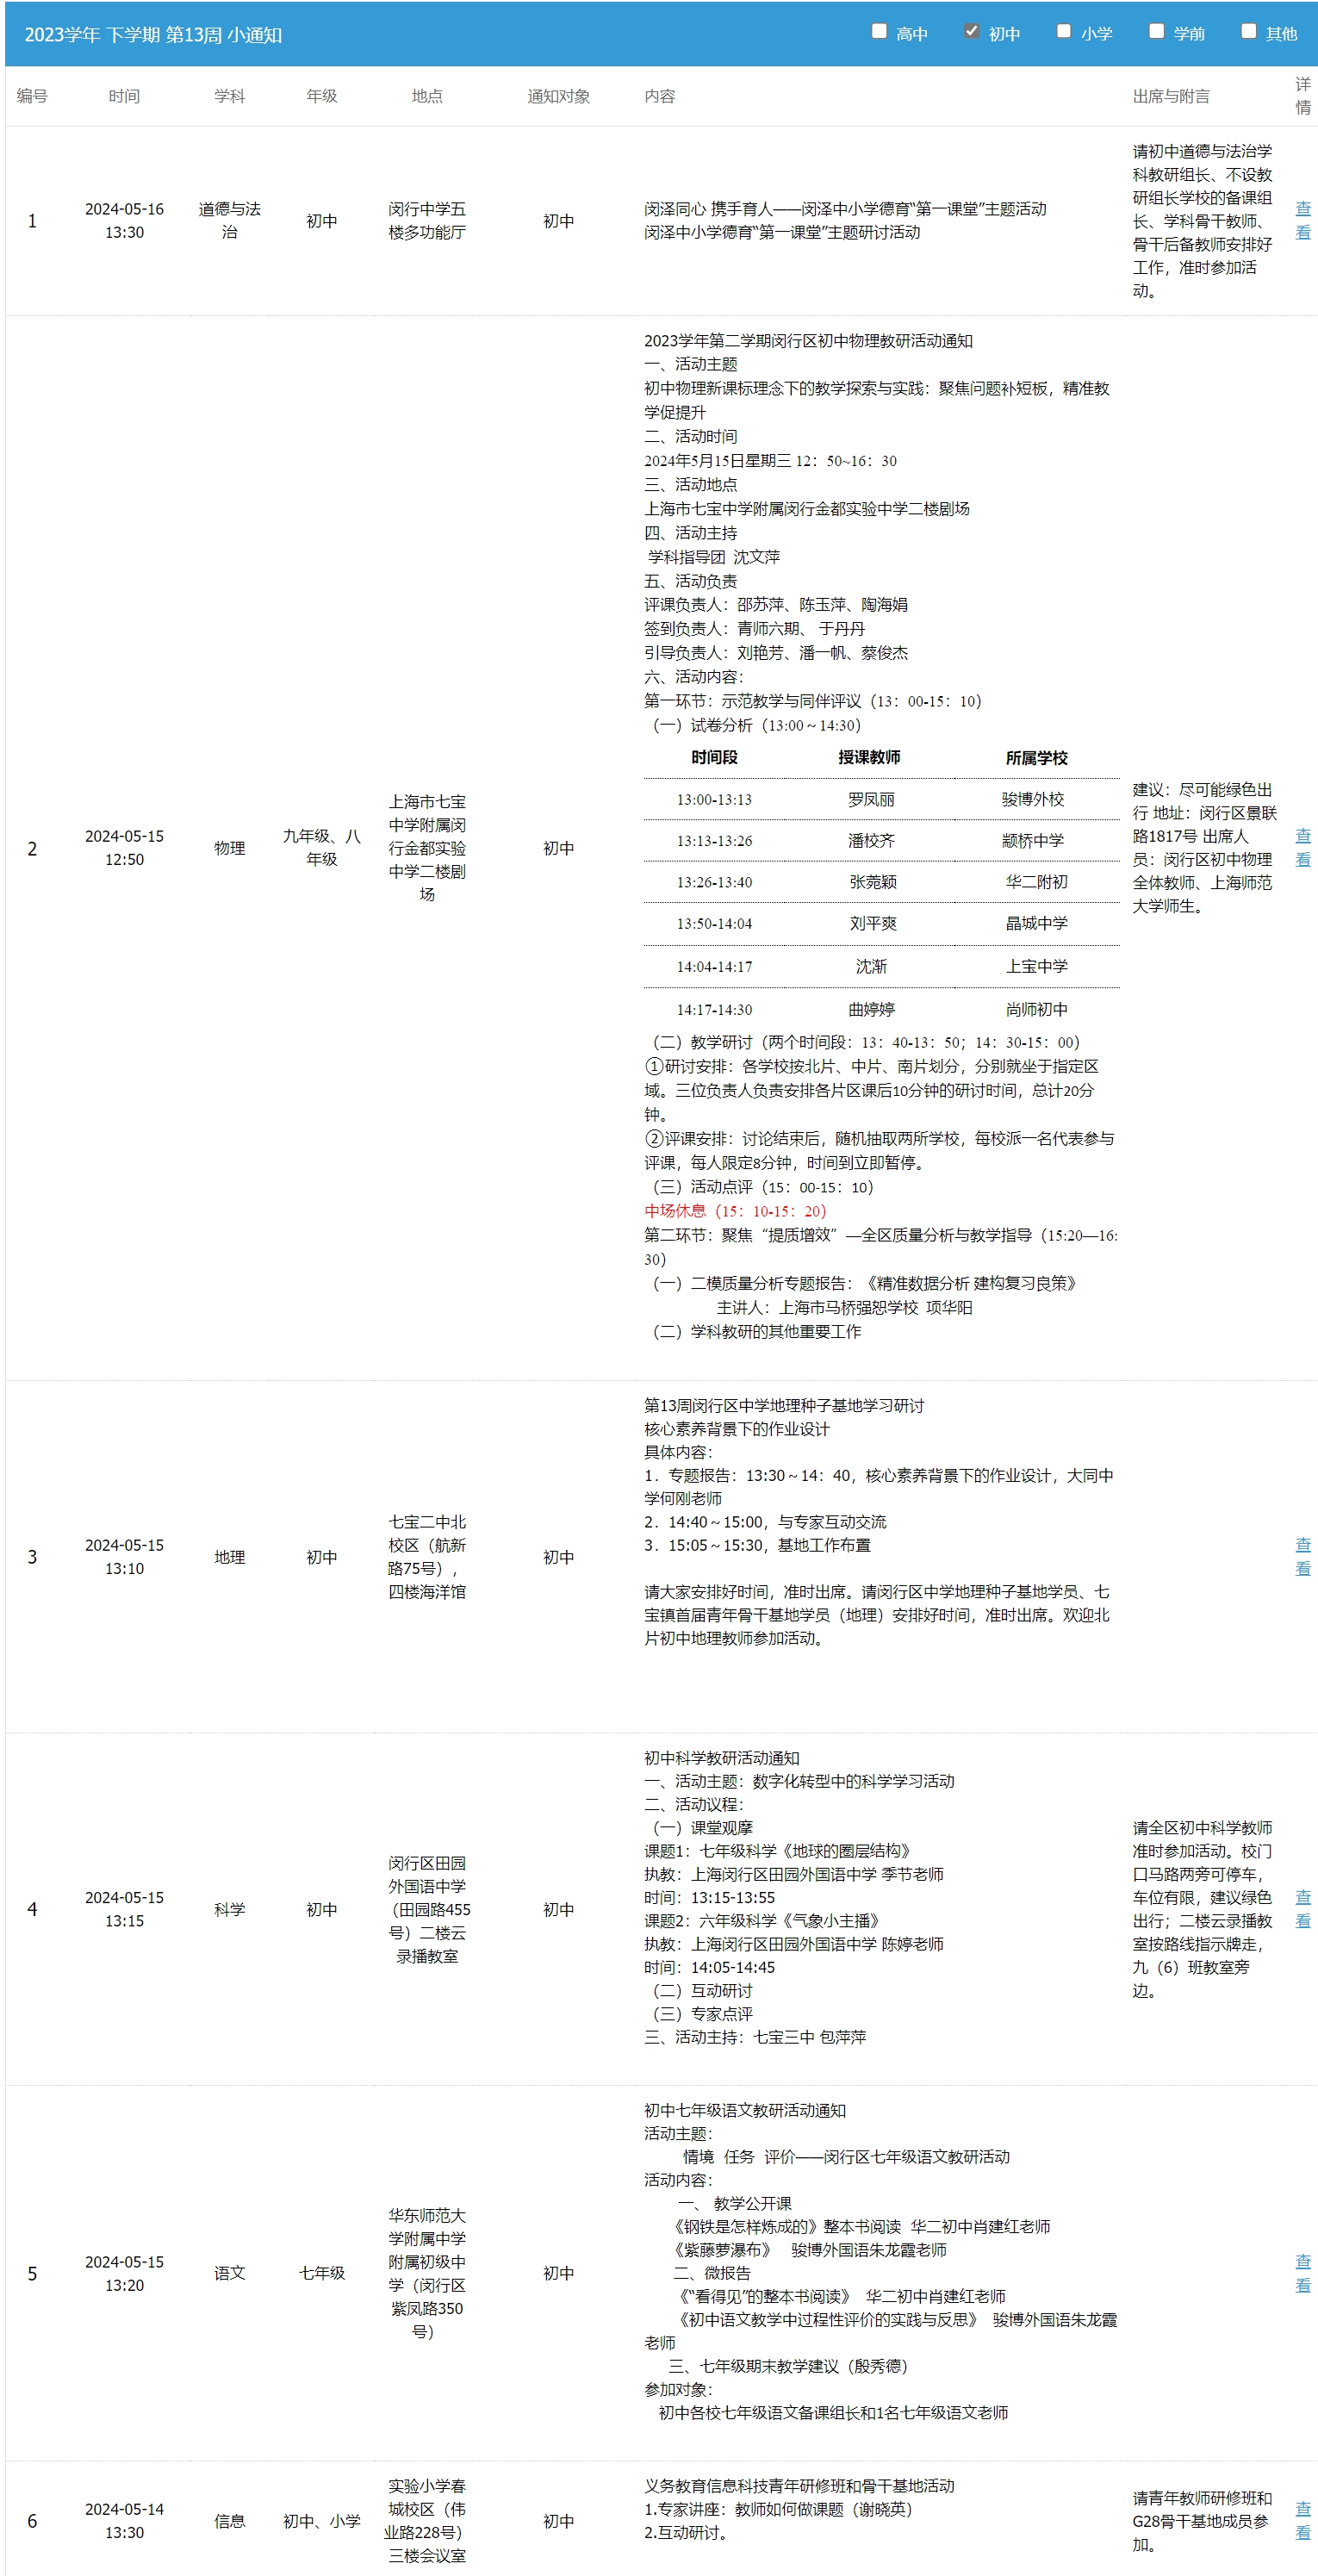 2023学年 下学期 第13周 小通知
高中 初中 小学 学前 其他
编号 时间 学科 年级 地点 通知对象 内容 出席与附言 详情
1
2024-05-16
13:30
道德与法
治
初中
闵行中学五
楼多功能厅
初中
闵泽同心 携手育人——闵泽中小学德育“第一课堂”主题活动
闵泽中小学德育“第一课堂”主题研讨活动
请初中道德与法治学
科教研组长、不设教
研组长学校的备课组
长、学科骨干教师、
骨干后备教师安排好
工作，准时参加活
动。
查
看
2
2024-05-15
12:50
物理
九年级、八
年级
上海市七宝
中学附属闵
行金都实验
中学二楼剧
场
初中
2023学年第二学期闵行区初中物理教研活动通知
一、活动主题
初中物理新课标理念下的教学探索与实践：聚焦问题补短板，精准教
学促提升
二、活动时间
2024年5月15日星期三 12：50~16：30
三、活动地点
上海市七宝中学附属闵行金都实验中学二楼剧场
四、活动主持
学科指导团 沈文萍
五、活动负责
评课负责人：邵苏萍、陈玉萍、陶海娟
签到负责人：青师六期、 于丹丹
引导负责人：刘艳芳、潘一帆、蔡俊杰
六、活动内容：
第一环节：示范教学与同伴评议（13：00-15：10）
（一）试卷分析（13:00～14:30）
时间段 授课教师 所属学校
13:00-13:13 罗凤丽 骏博外校
13:13-13:26 潘校齐 颛桥中学
13:26-13:40 张菀颖 华二附初
13:50-14:04 刘平爽 晶城中学
14:04-14:17 沈渐 上宝中学
14:17-14:30 曲婷婷 尚师初中
（二）教学研讨（两个时间段：13：40-13：50；14：30-15：00）
①研讨安排：各学校按北片、中片、南片划分，分别就坐于指定区
域。三位负责人负责安排各片区课后10分钟的研讨时间，总计20分
钟。
②评课安排：讨论结束后，随机抽取两所学校，每校派一名代表参与
评课，每人限定8分钟，时间到立即暂停。
（三）活动点评（15：00-15：10）
中场休息（15：10-15：20）
第二环节：聚焦“提质增效”—全区质量分析与教学指导（15:20—16:
30）
（一）二模质量分析专题报告：《精准数据分析 建构复习良策》
主讲人：上海市马桥强恕学校 项华阳
（二）学科教研的其他重要工作
建议：尽可能绿色出
行 地址：闵行区景联
路1817号 出席人
员：闵行区初中物理
全体教师、上海师范
大学师生。
查
看
3
2024-05-15
13:10
地理
初中
七宝二中北
校区（航新
路75号），
四楼海洋馆
初中
第13周闵行区中学地理种子基地学习研讨
核心素养背景下的作业设计
具体内容：
1．专题报告：13:30～14：40，核心素养背景下的作业设计，大同中
学何刚老师
2．14:40～15:00，与专家互动交流
3．15:05～15:30，基地工作布置
请大家安排好时间，准时出席。请闵行区中学地理种子基地学员、七
宝镇首届青年骨干基地学员（地理）安排好时间，准时出席。欢迎北
片初中地理教师参加活动。
查
看
4
2024-05-15
13:15
科学
初中
闵行区田园
外国语中学
（田园路455
号）二楼云
录播教室
初中
初中科学教研活动通知
一、活动主题：数字化转型中的科学学习活动
二、活动议程：
（一）课堂观摩
课题1：七年级科学《地球的圈层结构》
执教：上海闵行区田园外国语中学 季节老师
时间：13:15-13:55
课题2：六年级科学《气象小主播》
执教：上海闵行区田园外国语中学 陈婷老师
时间：14:05-14:45
（二）互动研讨
（三）专家点评
三、活动主持：七宝三中 包萍萍
请全区初中科学教师
准时参加活动。校门
口马路两旁可停车，
车位有限，建议绿色
出行；二楼云录播教
室按路线指示牌走，
九（6）班教室旁
边。
查
看
5
2024-05-15
13:20
语文
七年级
华东师范大
学附属中学
附属初级中
学（闵行区
紫凤路350
号）
初中
初中七年级语文教研活动通知
活动主题：
情境 任务 评价——闵行区七年级语文教研活动
活动内容：
一、 教学公开课
《钢铁是怎样炼成的》整本书阅读 华二初中肖建红老师
《紫藤萝瀑布》 骏博外国语朱龙霞老师
二、微报告
《“看得见”的整本书阅读》 华二初中肖建红老师
《初中语文教学中过程性评价的实践与反思》 骏博外国语朱龙霞
老师
三、七年级期末教学建议（殷秀德）
参加对象：
初中各校七年级语文备课组长和1名七年级语文老师
查
看
6
2024-05-14
13:30
信息
初中、小学
实验小学春
城校区（伟
业路228号）
三楼会议室
初中
义务教育信息科技青年研修班和骨干基地活动
1.专家讲座：教师如何做课题（谢晓英）
2.互动研讨。
请青年教师研修班和
G28骨干基地成员参
加。
查
看